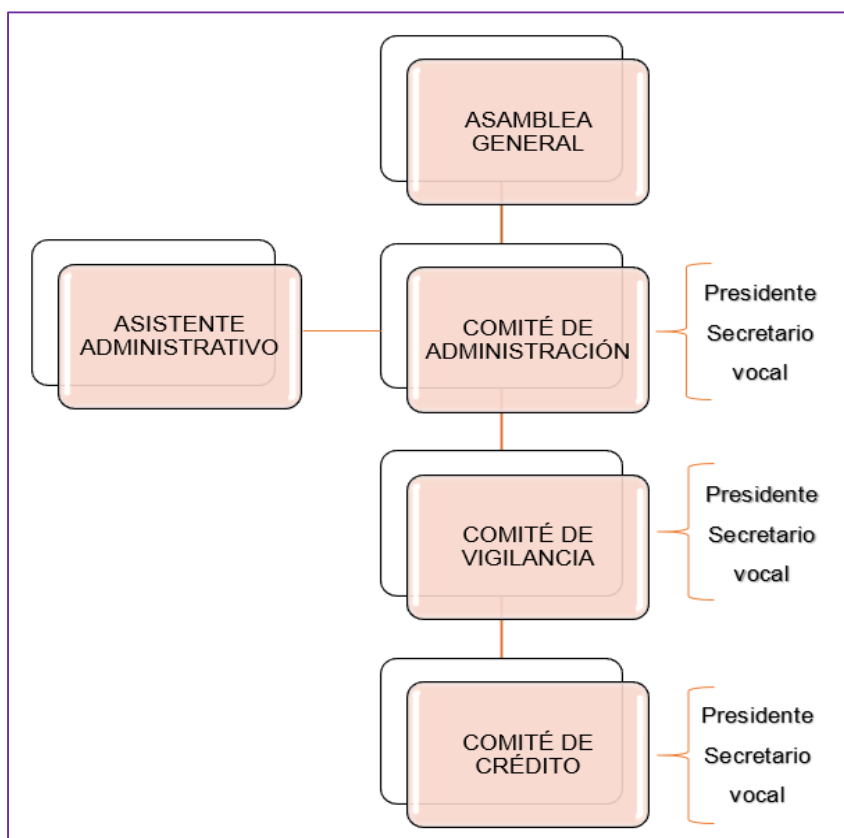 ASAMBLEA
GENERAL
ASISTENTE
ADMINISTRATIVO
COMITÉ DE
ADMINISTRACIÓN
Presidente
Secretario
vocal
COMITÉ DE
VIGILANCIA
Presidente
Secretario
vocal
COMITÉ DE
CRÉDITO
Presidente
Secretario
vocal